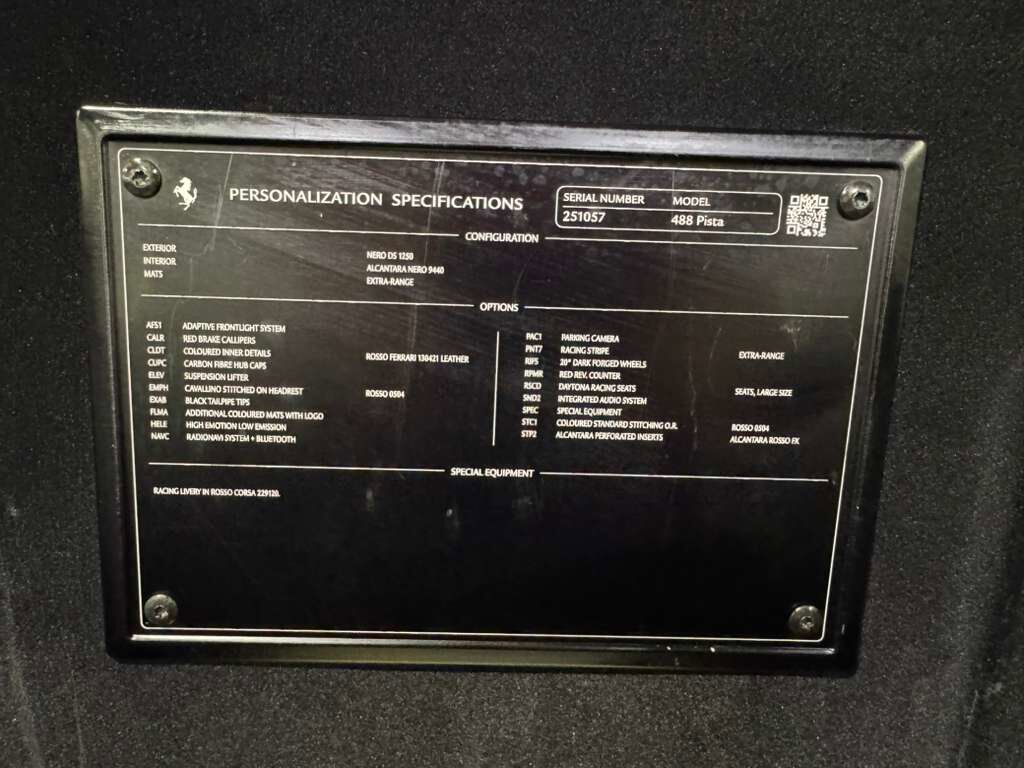 PERSONALIZATION SPECIFICATIONS
SERIAL NUMBER MODEL
251057 488 Pista
CONFIGURATION
EXTERIOR NERO DS 1250
INTERIOR ALCANTARA NERO 9440
MATS EXTRA-RANGE
OPTIONS
AFS1 ADAPTIVE FRONTLIGHT SYSTEM
CALR RED BRAKE CALLIPERS
CLDT COLOURED INNER DETAILS ROSSO FERRARI 130421 LEATHER
CUPC CARBON FIBRE HUB CAPS
ELEV SUSPENSION LIFTER
EMPH CAVALLINO STITCHED ON HEADREST ROSSO 0504
EXAB BLACK TAILPIPE TIPS
FLMA ADDITIONAL COLOURED MATS WITH LOGO
HELE HIGH EMOTION LOW EMISSION
NAVC RADIONAVI SYSTEM + BLUETOOTH
PAC1 PARKING CAMERA
PNT7 RACING STRIPE EXTRA-RANGE
RIFS 20" DARK FORGED WHEELS
RPMR RED REV. COUNTER
RSCD DAYTONA RACING SEATS SEATS, LARGE SIZE
SND2 INTEGRATED AUDIO SYSTEM
SPEC SPECIAL EQUIPMENT
STC1 COLOURED STANDARD STITCHING O.R. ROSSO 0504
STP2 ALCANTARA PERFORATED INSERTS ALCANTARA ROSSO FX
SPECIAL EQUIPMENT
RACING LIVERY IN ROSSO CORSA 229120.